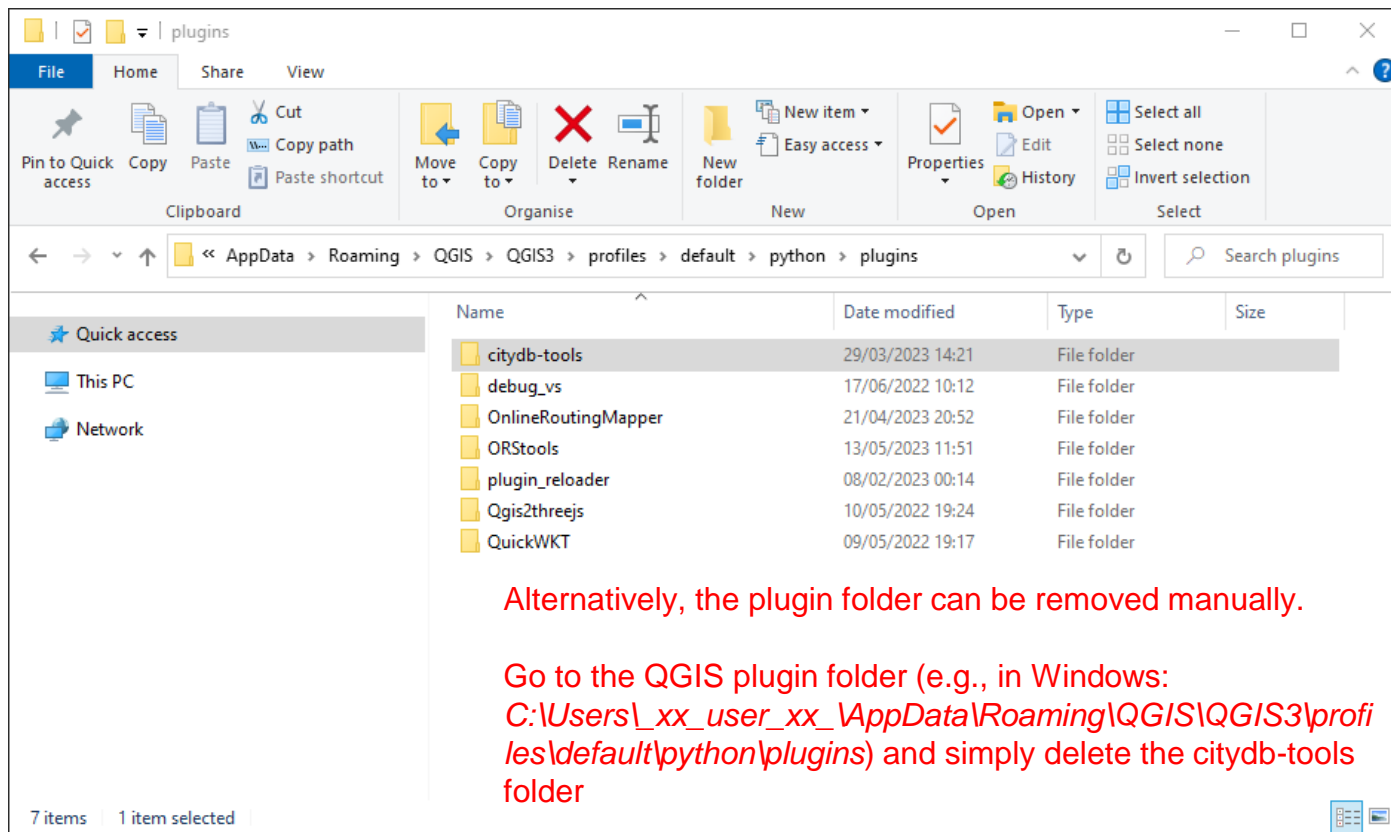 plugins
File Home Share View
Pin to Quick access
Copy
Paste
Cut
Copy path
Paste shortcut
Clipboard
Move to
Copy to
Delete
Rename
Organise
New folder
New item
Easy access
New
Properties
Open
Edit
History
Open
Select all
Select none
Invert selection
Select
« AppData › Roaming › QGIS › QGIS3 › profiles › default › python › plugins
Search plugins
Quick access
This PC
Network
Name Date modified Type Size
citydb-tools 29/03/2023 14:21 File folder
debug_vs 17/06/2022 10:12 File folder
OnlineRoutingMapper 21/04/2023 20:52 File folder
ORStools 13/05/2023 11:51 File folder
plugin_reloader 08/02/2023 00:14 File folder
Qgis2threejs 10/05/2022 19:24 File folder
QuickWKT 09/05/2022 19:17 File folder
Alternatively, the plugin folder can be removed manually.
Go to the QGIS plugin folder (e.g., in Windows:
C:\Users\_xx_user_xx_\AppData\Roaming\QGIS\QGIS3\profi
les\default\python\plugins) and simply delete the citydb-tools
folder
7 items 1 item selected